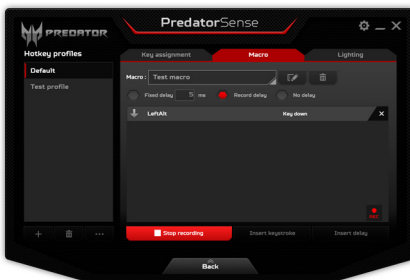 PREDATOR
PredatorSense
Hotkey profiles
Key assignment Macro Lighting
Default
Test profile
Macro: Test macro
Fixed delay 5 ms Record delay No delay
LeftAlt Key down X
REC
+ ... Stop recording Insert keystroke Insert delay
Back